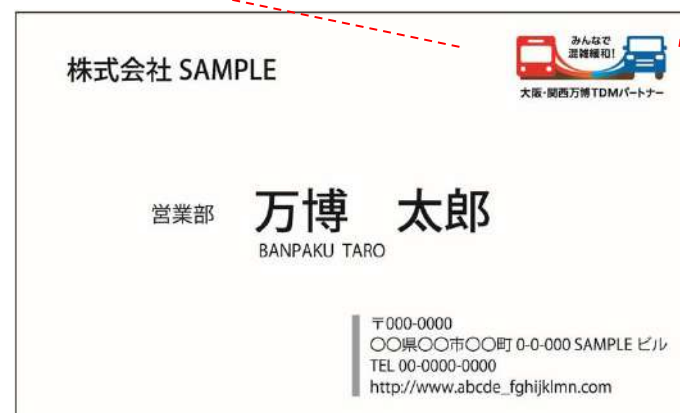 株式会社 SAMPLE
みんなで
混雑緩和!
大阪・関西万博TDMパートナー
営業部 万博 太郎
BANPAKU TARO
〒000-0000
〇〇県〇〇市〇〇町 0-0-000 SAMPLE ビル
TEL 00-0000-0000
http://www.abcde_fghijklmn.com